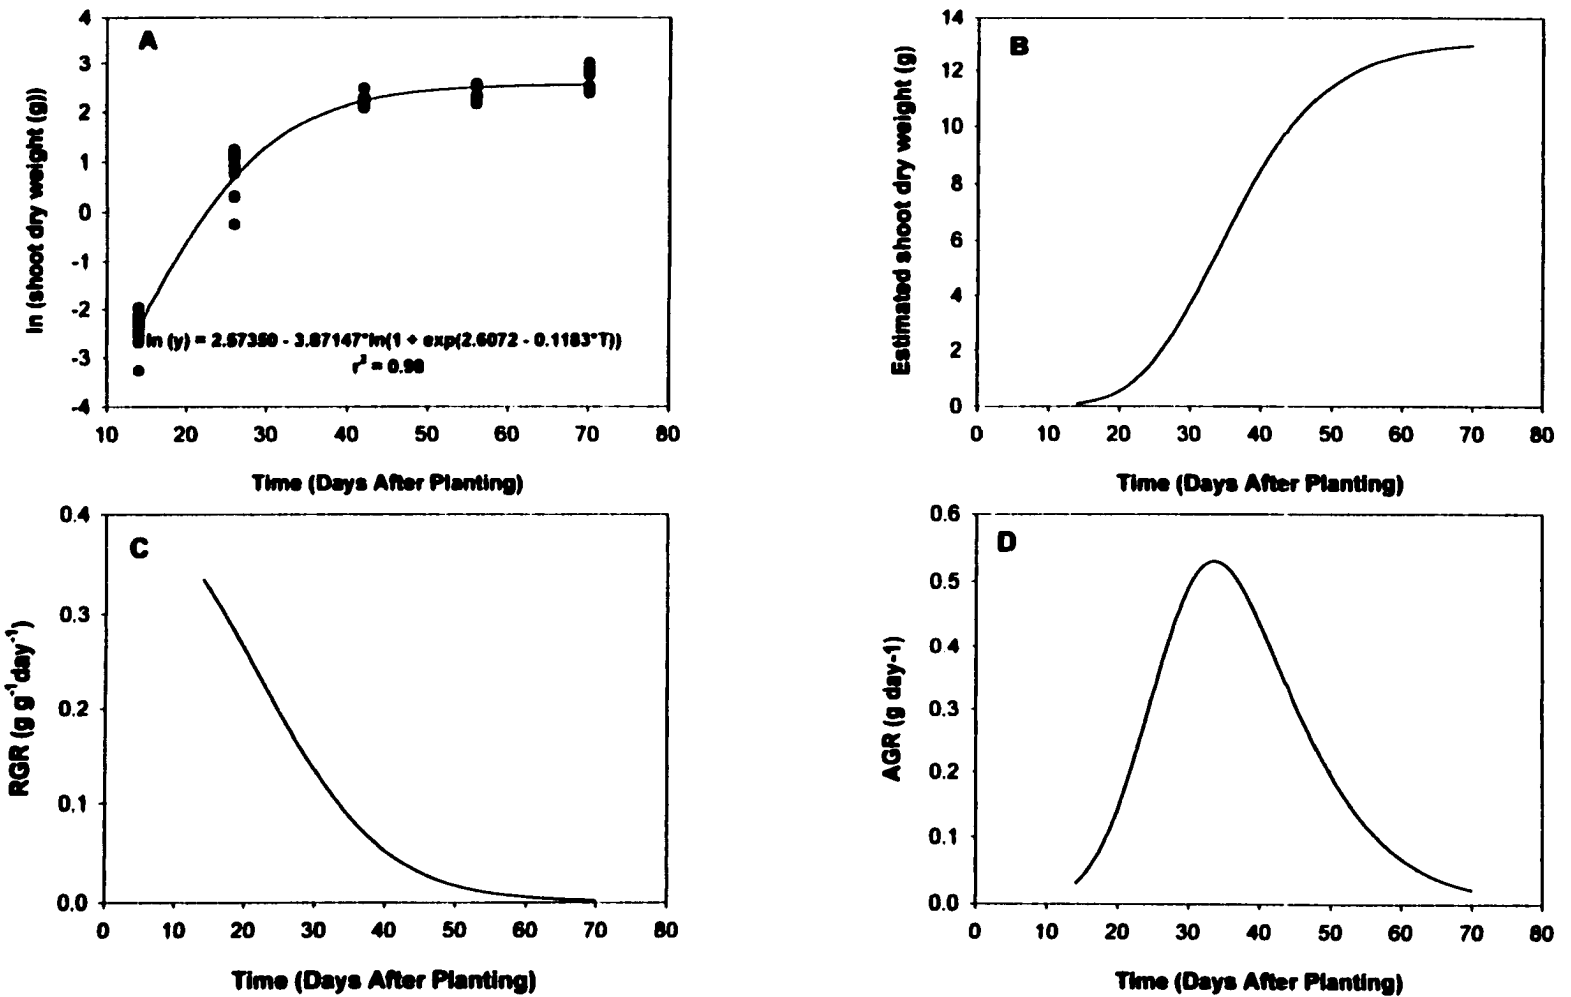 A
4
3
2
1
0
-1
-2
-3
-4
ln (shoot dry weight (g))
ln (y) = 2.57350 - 3.87147*ln(1 + exp(2.6072 - 0.1183*T))
r² = 0.98
10 20 30 40 50 60 70 80
Time (Days After Planting)
B
14
12
10
8
6
4
2
0
Estimated shoot dry weight (g)
0 10 20 30 40 50 60 70 80
Time (Days After Planting)
C
0.4
0.3
0.2
0.1
0.0
RGR (g g⁻¹day⁻¹)
0 10 20 30 40 50 60 70 80
Time (Days After Planting)
D
0.6
0.5
0.4
0.3
0.2
0.1
0.0
AGR (g day-1)
0 10 20 30 40 50 60 70 80
Time (Days After Planting)